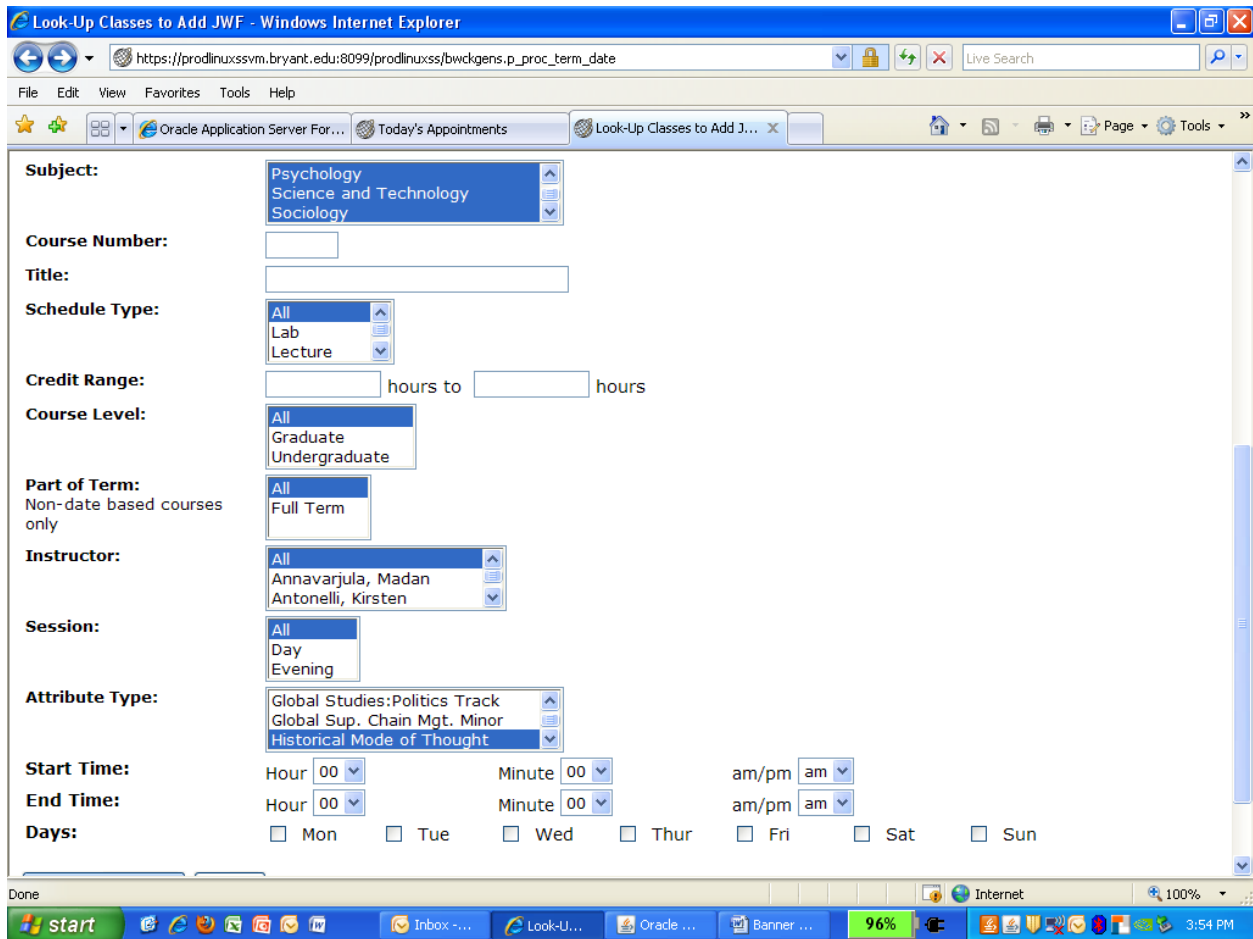 Look-Up Classes to Add JWF - Windows Internet Explorer
https://prodlinuxssvm.bryant.edu:8099/prodlinuxss/bwckgens.p_proc_term_date
Live Search
File Edit View Favorites Tools Help
Oracle Application Server For... Today's Appointments Look-Up Classes to Add J... Page Tools
Subject: Psychology
Science and Technology
Sociology
Course Number:
Title:
Schedule Type: All
Lab
Lecture
Credit Range: hours to hours
Course Level: All
Graduate
Undergraduate
Part of Term: All
Non-date based courses Full Term
only
Instructor: All
Annavarjula, Madan
Antonelli, Kirsten
Session: All
Day
Evening
Attribute Type: Global Studies:Politics Track
Global Sup. Chain Mgt. Minor
Historical Mode of Thought
Start Time: Hour 00 Minute 00 am/pm am
End Time: Hour 00 Minute 00 am/pm am
Days: Mon Tue Wed Thur Fri Sat Sun
Done Internet 100%
start Inbox -... Look-U... Oracle ... Banner ... 96% 3:54 PM